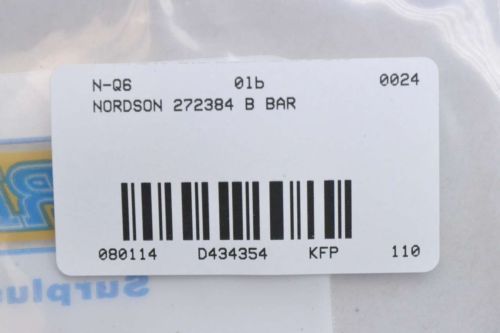 N-Q6 01b 0024
NORDSON 272384 B BAR
080114 D434354 KFP 110
Surplu